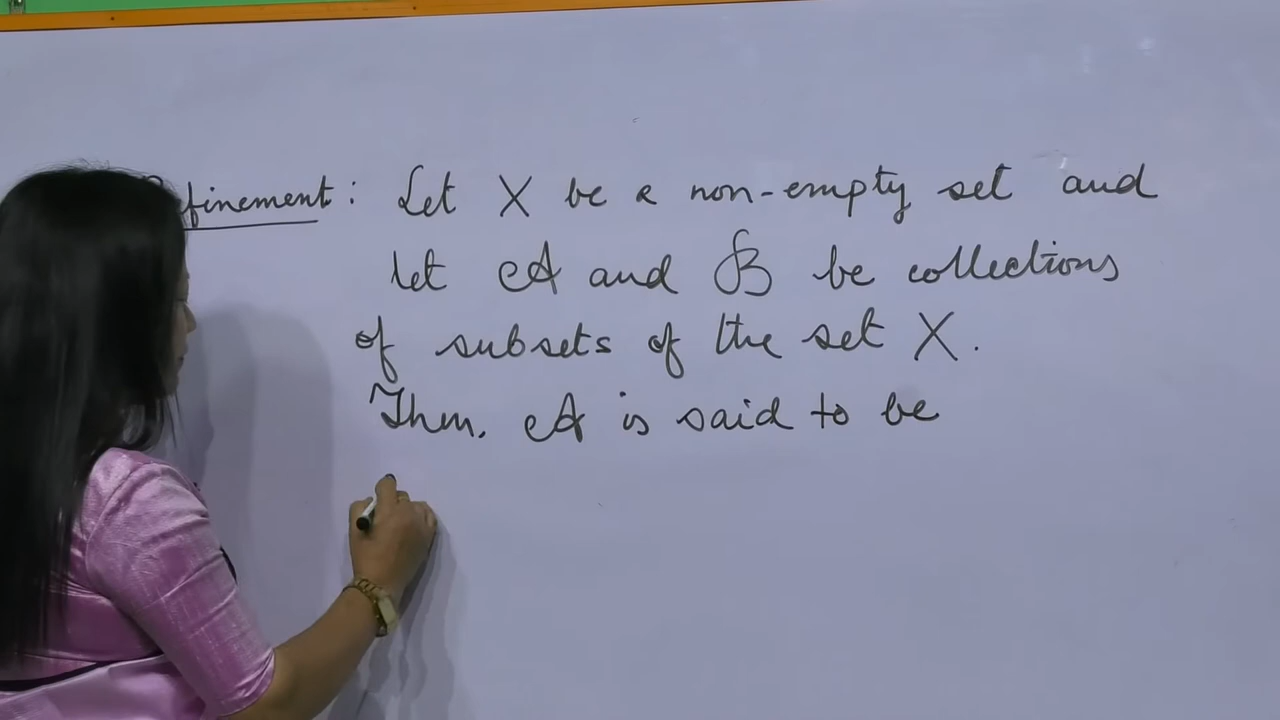 Refinement : Let X be a non-empty set and
let A and B be collections
of subsets of the set X.
Then, A is said to be